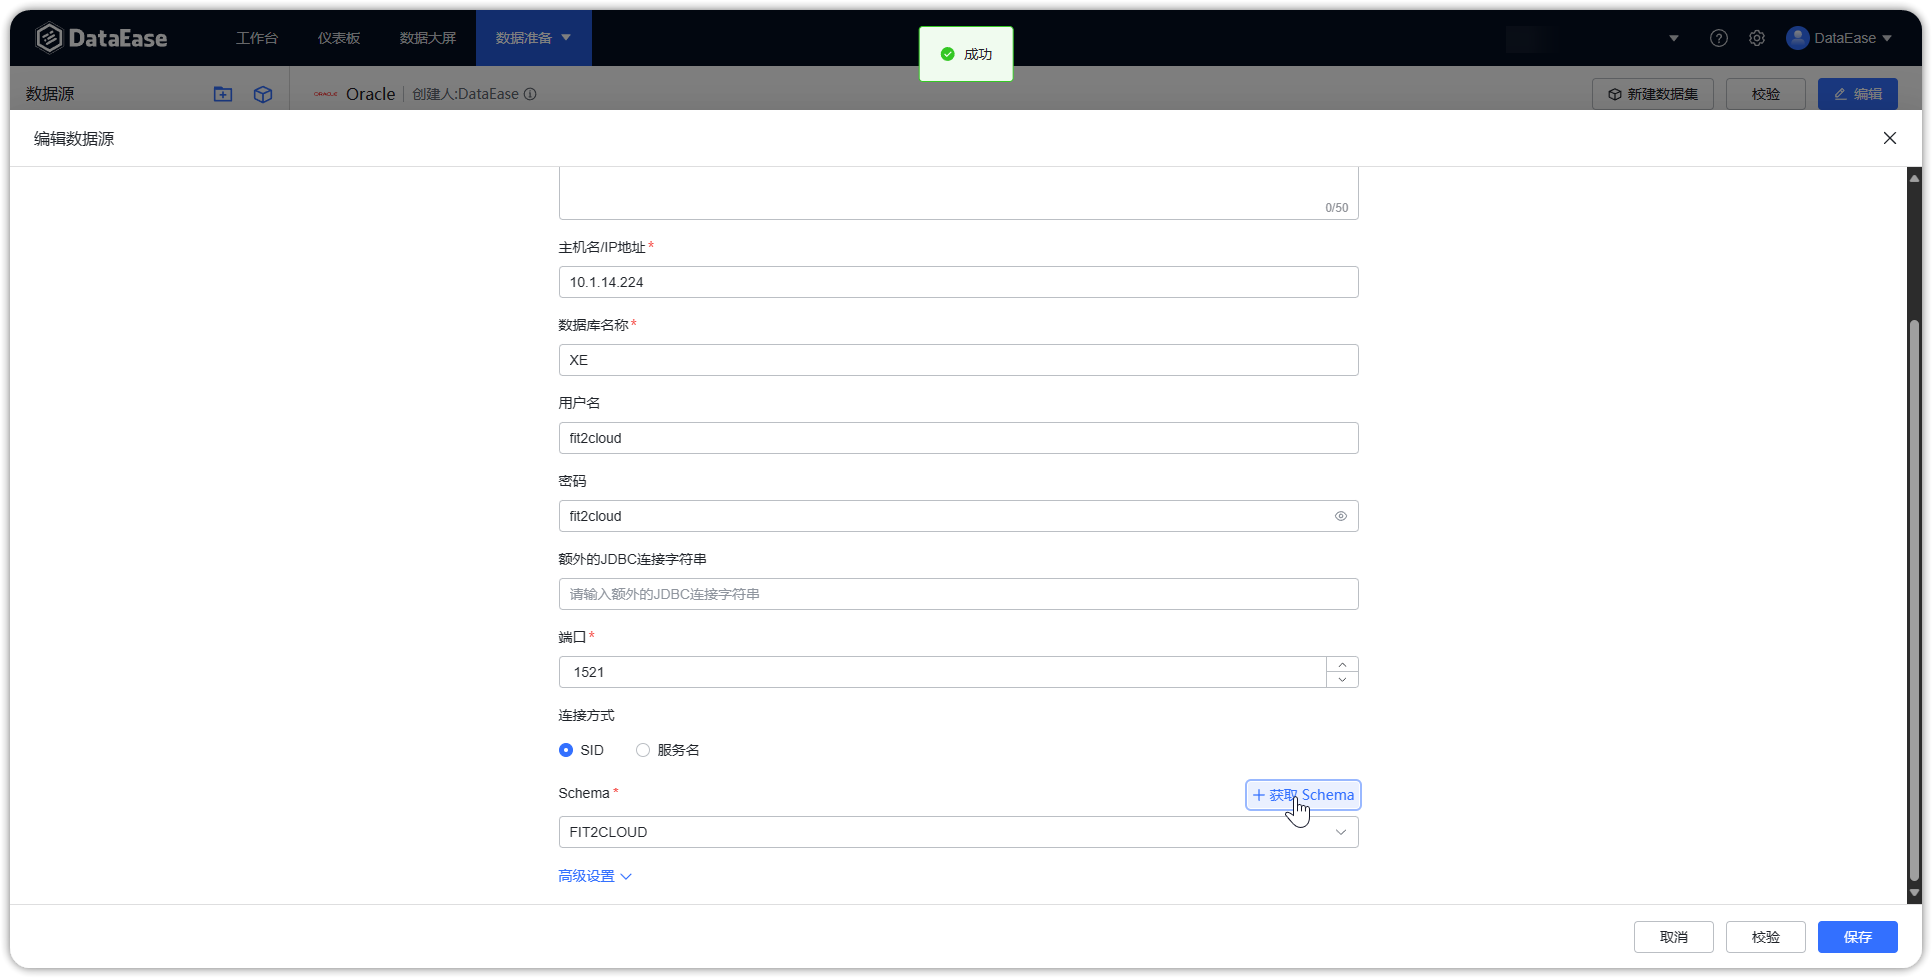 DataEase 工作台 仪表板 数据大屏 数据准备 成功 DataEase
数据源 ORACLE Oracle 创建人:DataEase 新建数据集 校验 编辑
编辑数据源
0/50
主机名/IP地址*
10.1.14.224
数据库名称*
XE
用户名
fit2cloud
密码
fit2cloud
额外的JDBC连接字符串
请输入额外的JDBC连接字符串
端口*
1521
连接方式
SID 服务名
Schema* 获取 Schema
FIT2CLOUD
高级设置
取消 校验 保存